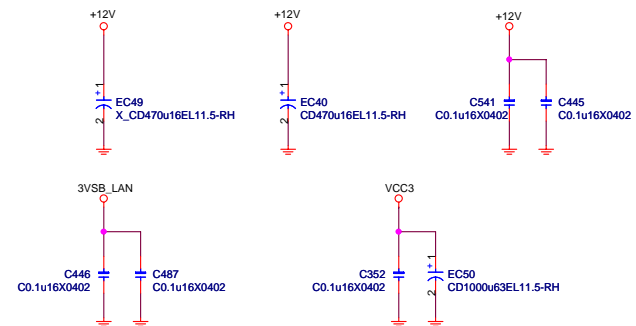 +12V
1
+
EC49
X_CD470u16EL11.5-RH
2
+12V
1
+
EC40
CD470u16EL11.5-RH
2
+12V
C541
C0.1u16X0402
C445
C0.1u16X0402
3VSB_LAN
C446
C0.1u16X0402
C487
C0.1u16X0402
VCC3
C352
C0.1u16X0402
1
+
EC50
CD1000u63EL11.5-RH
2